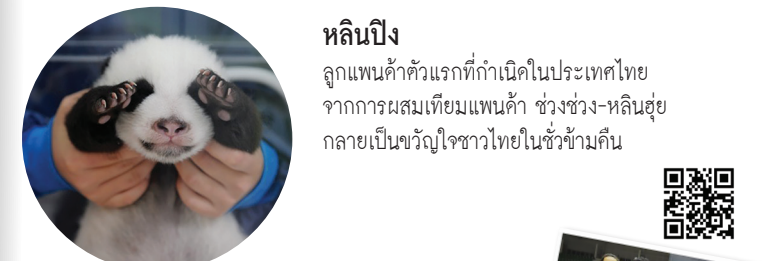 หลินปิง
ลูกแพนด้าตัวแรกที่กำเนิดในประเทศไทย
จากการผสมเทียมแพนด้า ช่วงช่วง-หลินฮุ่ย
กลายเป็นขวัญใจชาวไทยในชั่วข้ามคืน